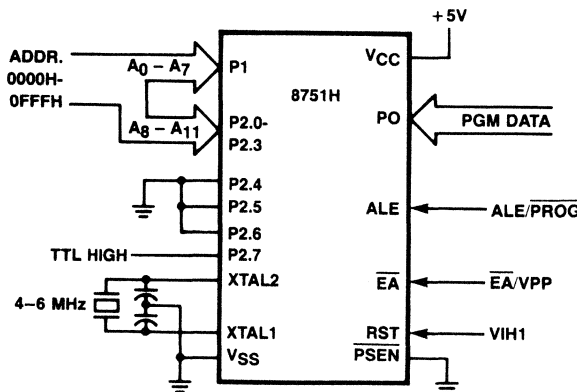 +5V
ADDR.
0000H-
0FFFH
A0 – A7
A8 – A11
P1
P2.0-
P2.3
P2.4
P2.5
P2.6
TTL HIGH
P2.7
XTAL2
4–6 MHz
XTAL1
VSS
8751H
VCC
PO
PGM DATA
ALE
ALE/PROG
EA
EA/VPP
RST
VIH1
PSEN